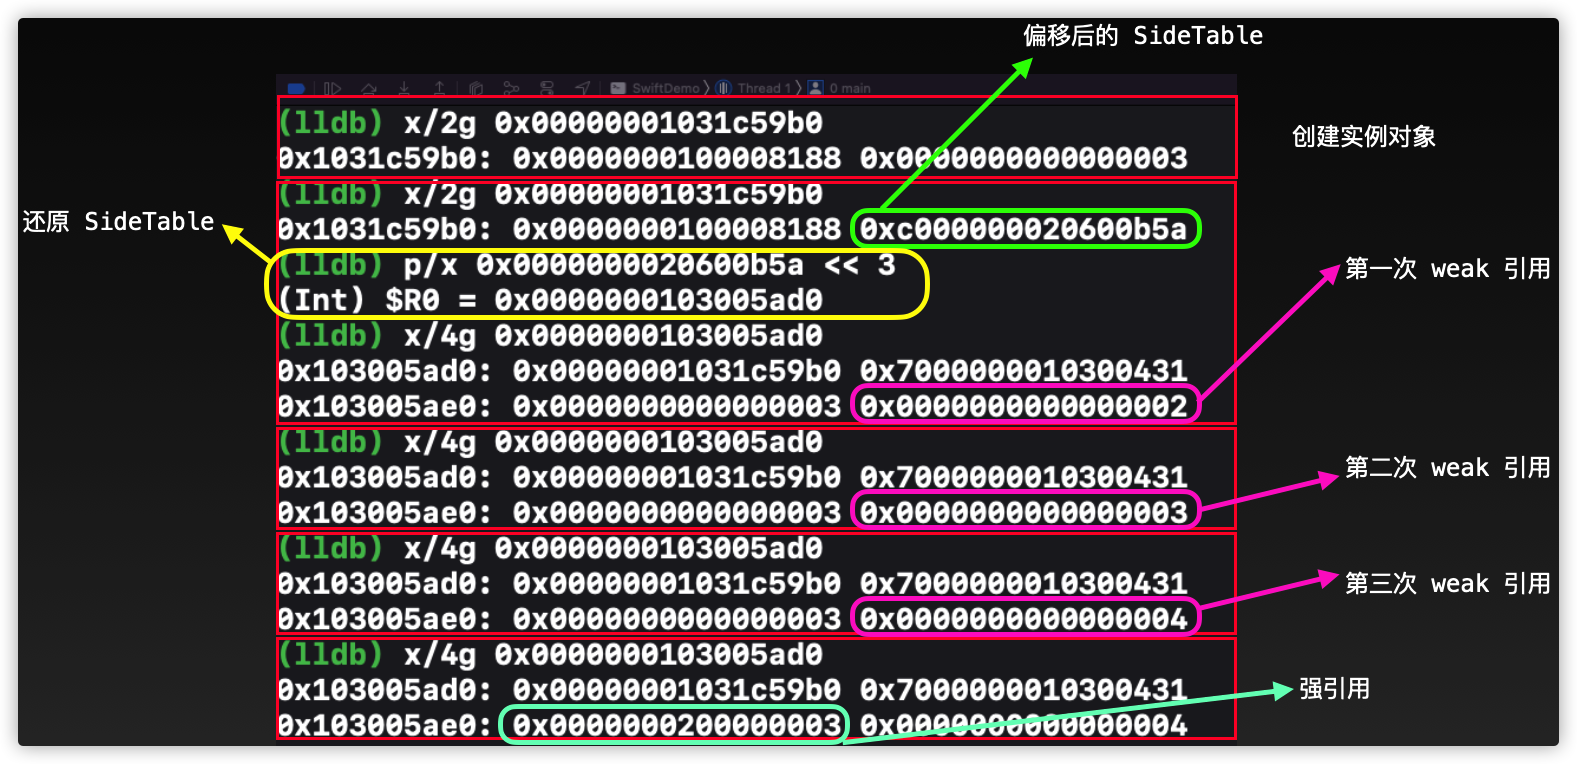 偏移后的 SideTable
SwiftDemo 〉 Thread 1 〉 0 main
(lldb) x/2g 0x00000001031c59b0
创建实例对象
0x1031c59b0: 0x0000000100008188 0x0000000000000003
(lldb) x/2g 0x00000001031c59b0
还原 SideTable
0x1031c59b0: 0x0000000100008188 0xc000000020600b5a
(lldb) p/x 0x0000000020600b5a << 3
第一次 weak 引用
(Int) $R0 = 0x0000000103005ad0
(lldb) x/4g 0x0000000103005ad0
0x103005ad0: 0x00000001031c59b0 0x7000000010300431
0x103005ae0: 0x0000000000000003 0x0000000000000002
(lldb) x/4g 0x0000000103005ad0
第二次 weak 引用
0x103005ad0: 0x00000001031c59b0 0x7000000010300431
0x103005ae0: 0x0000000000000003 0x0000000000000003
(lldb) x/4g 0x0000000103005ad0
第三次 weak 引用
0x103005ad0: 0x00000001031c59b0 0x7000000010300431
0x103005ae0: 0x0000000000000003 0x0000000000000004
(lldb) x/4g 0x0000000103005ad0
0x103005ad0: 0x00000001031c59b0 0x7000000010300431
强引用
0x103005ae0: 0x0000000200000003 0x0000000000000004